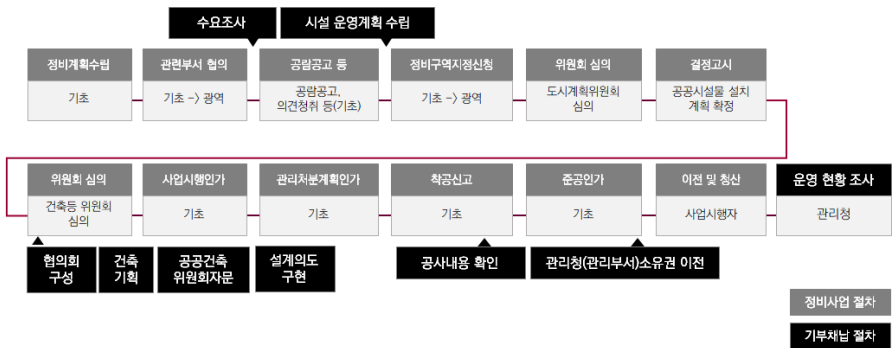 수요조사
시설 운영계획 수립
정비계획수립
관련부서 협의
공람공고 등
정비구역지정신청
위원회 심의
결정고시
기초
기초 -> 광역
공람공고,
의견청취 등(기초)
기초 -> 광역
도시계획위원회
심의
공공시설물 설치
계획 확정
위원회 심의
사업시행인가
관리처분계획인가
착공신고
준공인가
이전 및 청산
운영 현황 조사
건축등 위원회
심의
기초
기초
기초
기초
사업시행자
관리청
협의회
구성
건축
기획
공공건축
위원회자문
설계의도
구현
공사내용 확인
관리청(관리부서)소유권 이전
정비사업 절차
기부채납 절차